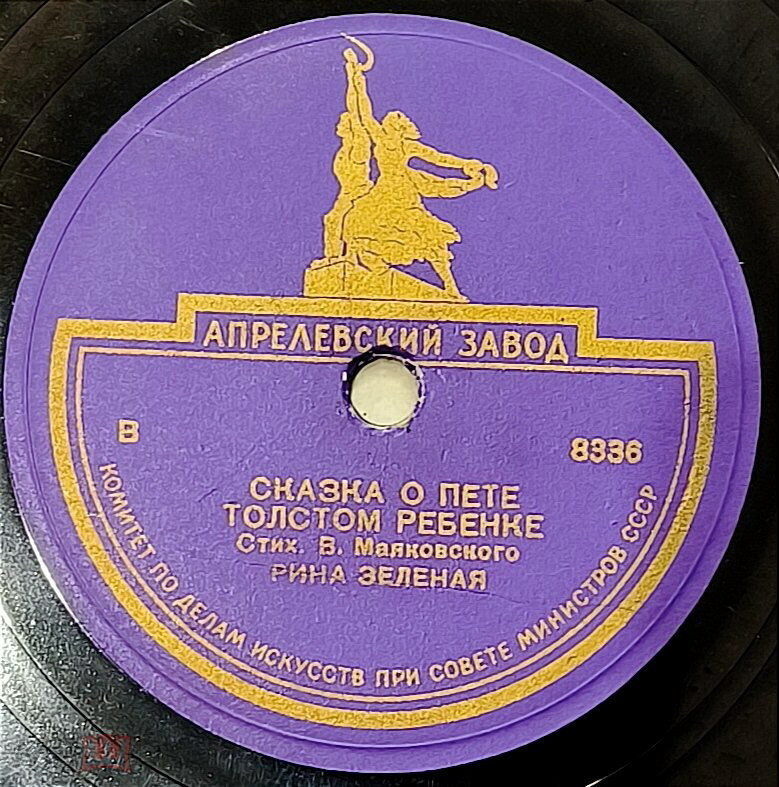 АПРЕЛЕВСКИЙ ЗАВОД
В 8336
СКАЗКА О ПЕТЕ
ТОЛСТОМ РЕБЕНКЕ
Стих. В. Маяковского
РИНА ЗЕЛЕНАЯ
КОМИТЕТ ПО ДЕЛАМ ИСКУССТВ ПРИ СОВЕТЕ МИНИСТРОВ СССР